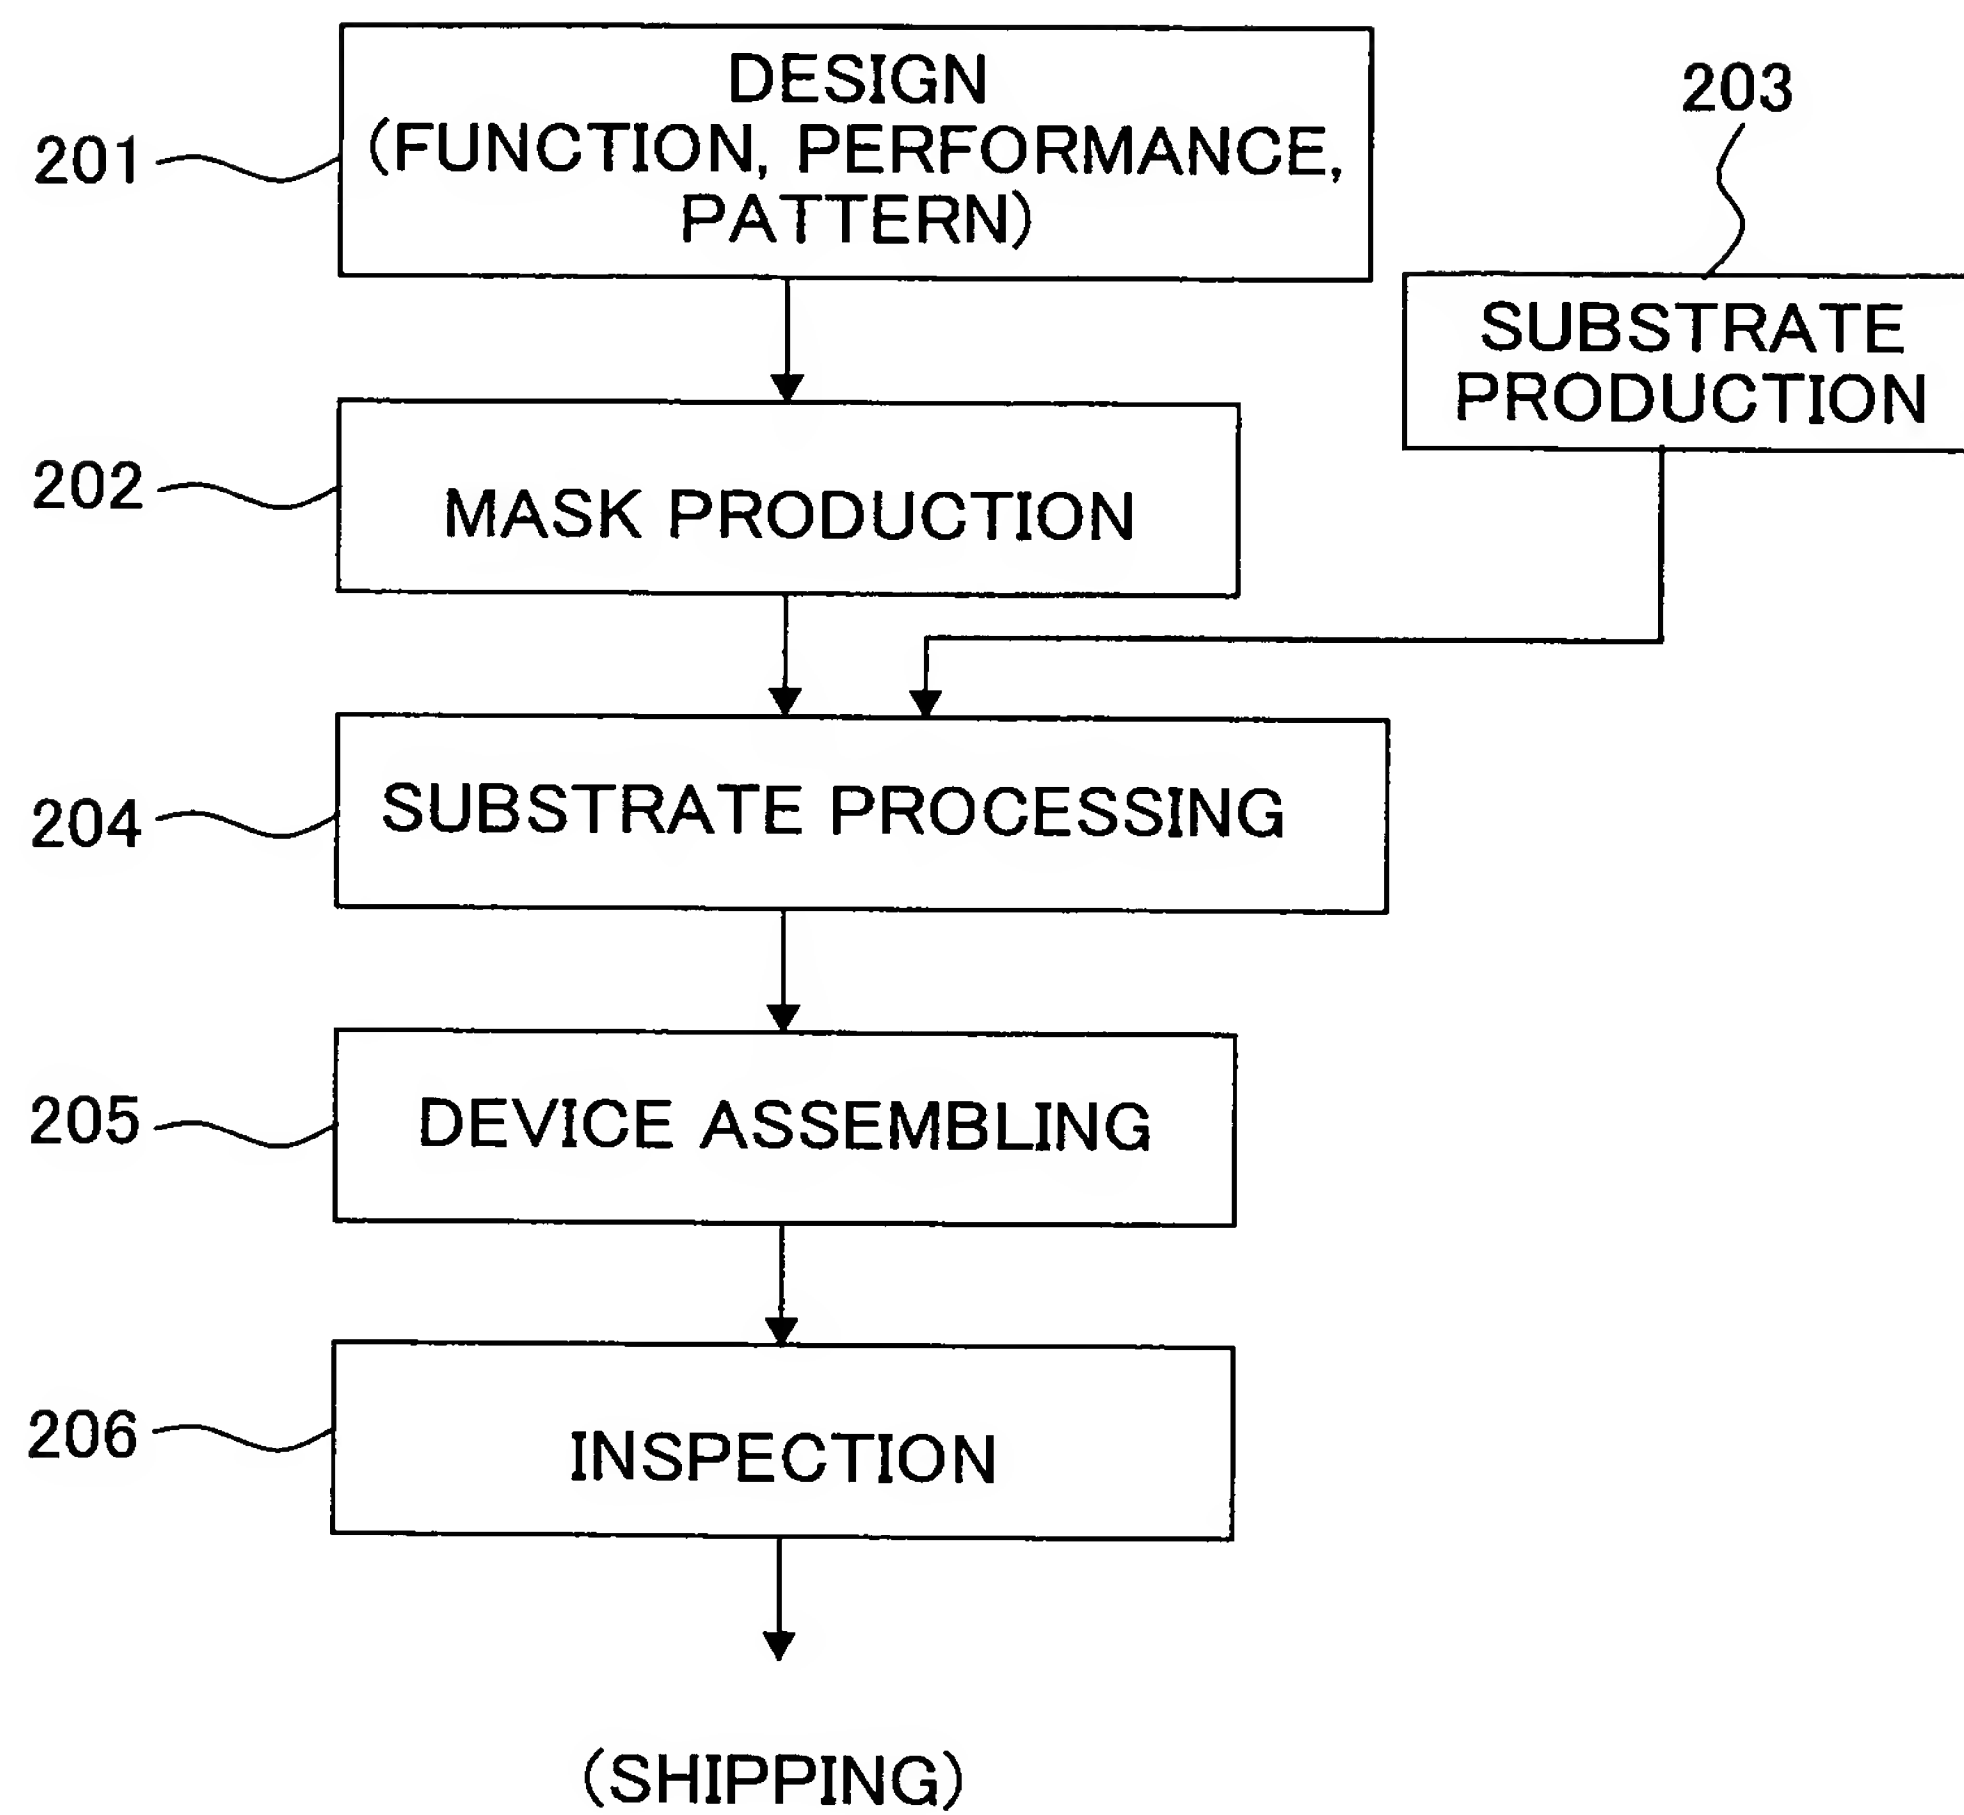 DESIGN
(FUNCTION, PERFORMANCE,
PATTERN)
201
203
SUBSTRATE
PRODUCTION
202
MASK PRODUCTION
204
SUBSTRATE PROCESSING
205
DEVICE ASSEMBLING
206
INSPECTION
(SHIPPING)